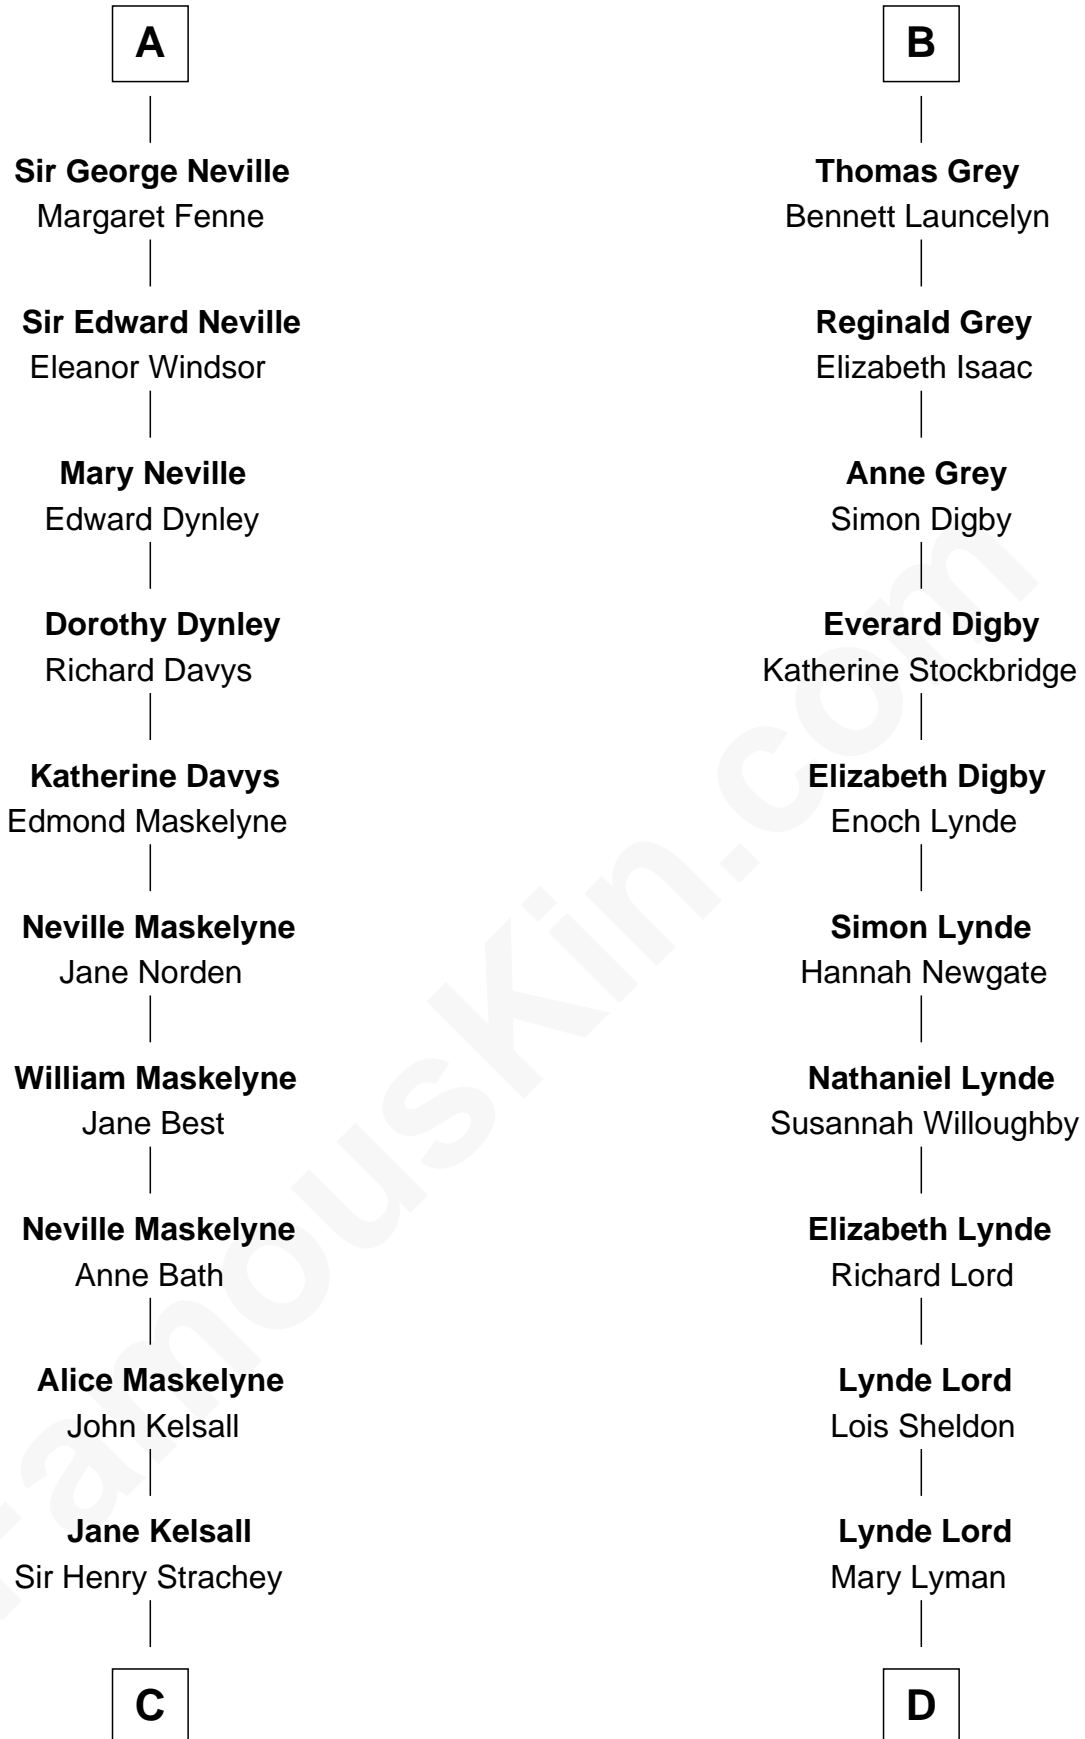 A
Sir George Neville
Margaret Fenne
Sir Edward Neville
Eleanor Windsor
Mary Neville
Edward Dynley
Dorothy Dynley
Richard Davys
Katherine Davys
Edmond Maskelyne
Neville Maskelyne
Jane Norden
William Maskelyne
Jane Best
Neville Maskelyne
Anne Bath
Alice Maskelyne
John Kelsall
Jane Kelsall
Sir Henry Strachey
C
B
Thomas Grey
Bennett Launcelyn
Reginald Grey
Elizabeth Isaac
Anne Grey
Simon Digby
Everard Digby
Katherine Stockbridge
Elizabeth Digby
Enoch Lynde
Simon Lynde
Hannah Newgate
Nathaniel Lynde
Susannah Willoughby
Elizabeth Lynde
Richard Lord
Lynde Lord
Lois Sheldon
Lynde Lord
Mary Lyman
D
FamousKin.com